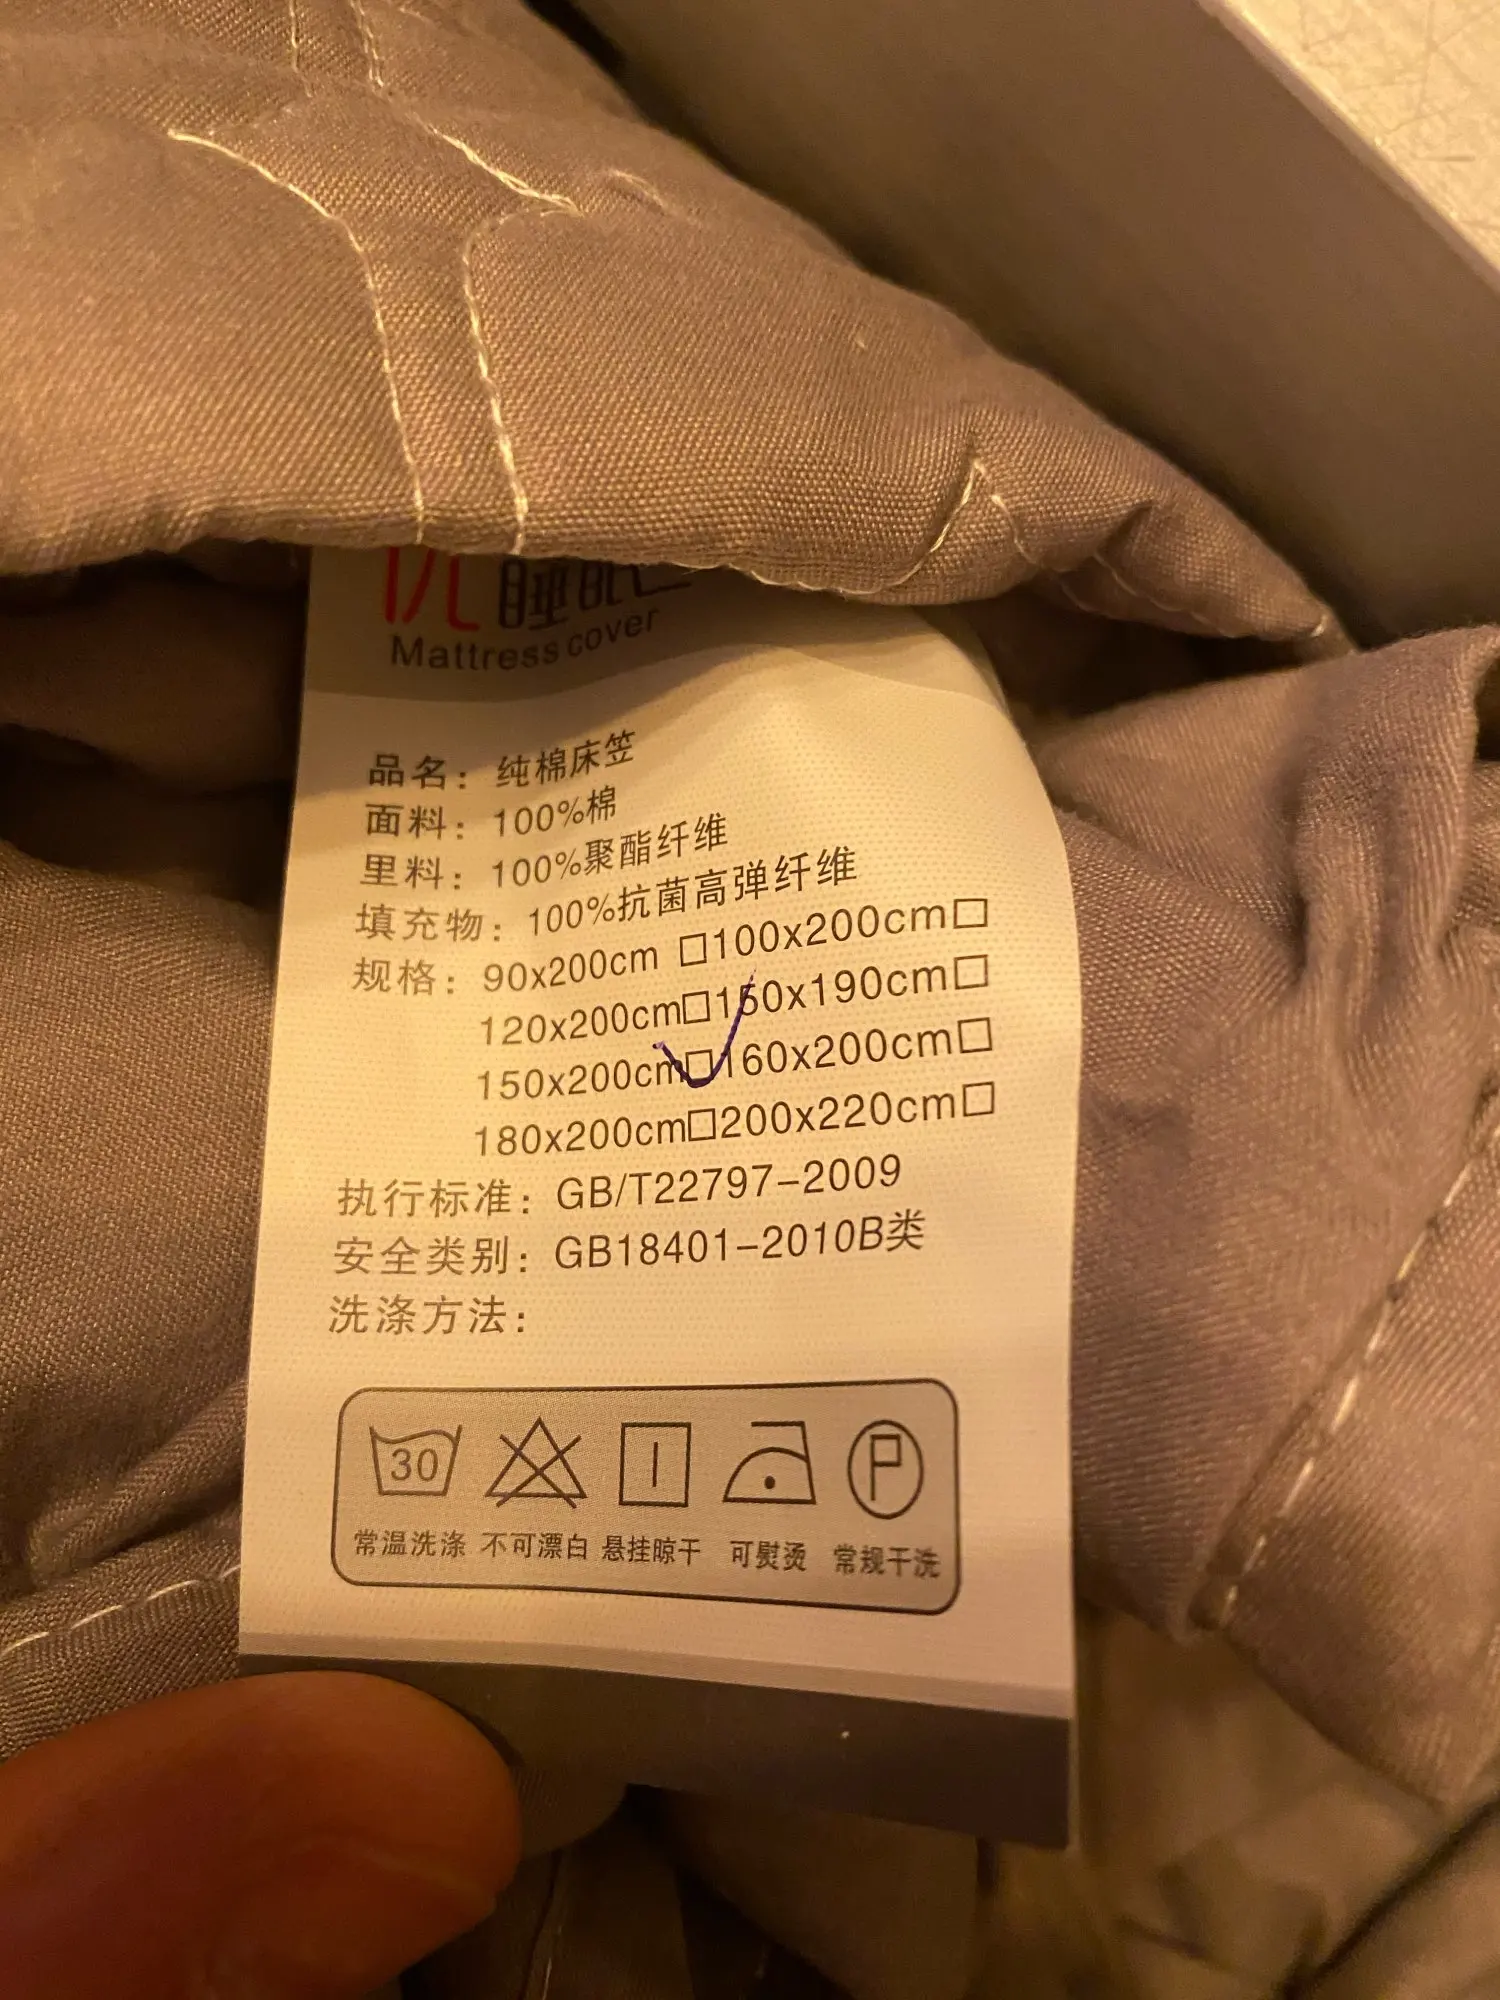 睡眠
Mattress cover
品名：纯棉床笠
面料：100%棉
里料：100%聚酯纤维
填充物：100%抗菌高弹纤维
规格：90x200cm □100x200cm□
120x200cm□150x190cm□
150x200cm□160x200cm□
180x200cm□200x220cm□
执行标准：GB/T22797-2009
安全类别：GB18401-2010B类
洗涤方法：
30
P
常温洗涤 不可漂白 悬挂晾干 可熨烫 常规干洗